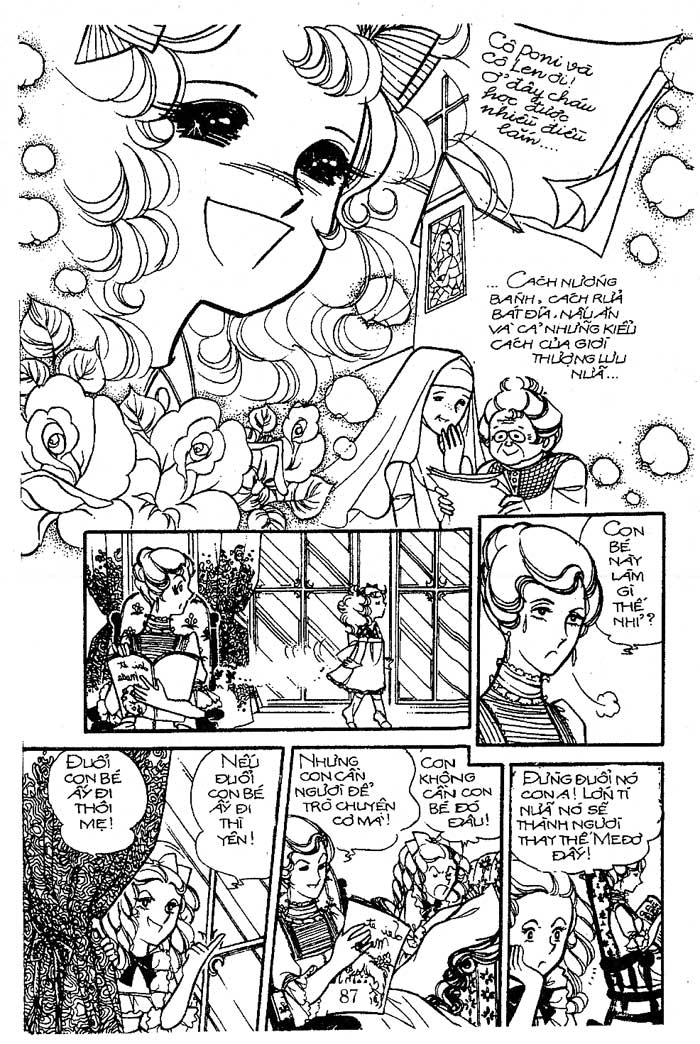 Cô Poni và
cô Len ơi!
Ở đây cháu
học được
nhiều điều
lắm....
... CÁCH NƯỚNG
BÁNH, CÁCH RỬA
BÁT ĐĨA, NẤU ĂN
VÀ CẢ NHỮNG KIỂU
CÁCH CỦA GIỚI
THƯỢNG LƯU
NỮA...
CON
BÉ
NÀY
LÀM
GÌ
THẾ
NHỈ?
ĐUỔI
CON BÉ
ẤY ĐI
THÔI
MẸ!
NẾU
ĐUỔI
CON BÉ
ẤY ĐI
THÌ
YÊN!
NHƯNG
CON CẦN
NGƯỜI ĐỂ
TRÒ CHUYỆN
CƠ MÀ!
CON
KHÔNG
CẦN CON
BÉ ĐÓ
ĐÂU!
ĐỪNG ĐUỔI NÓ
CON Ạ! LỚN TÍ
NỮA NÓ SẼ
THÀNH NGƯỜI
THAY THẾ MEĐƠ
ĐẤY!
87